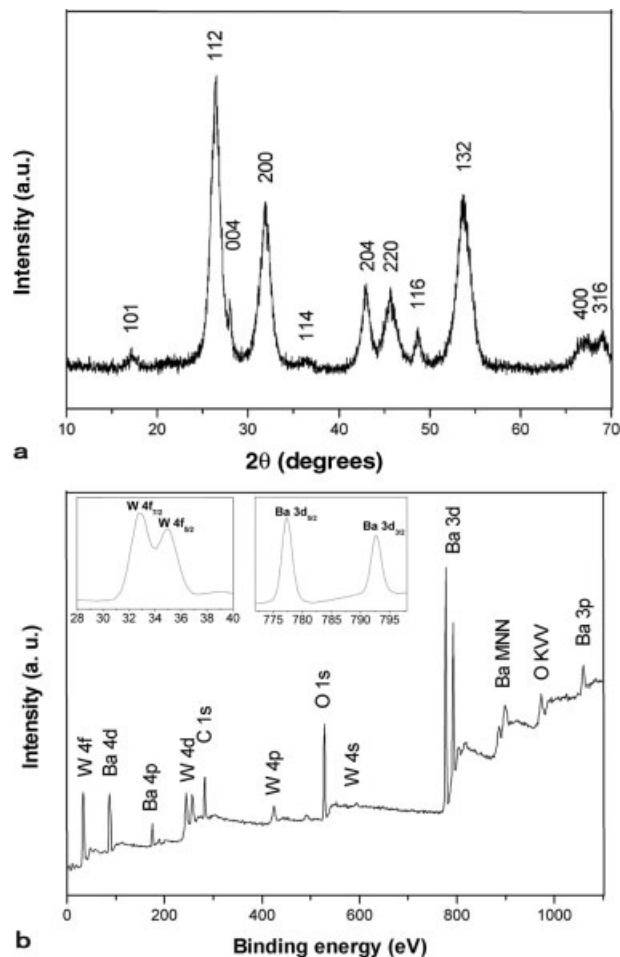 112
004
200
132
204
220
116
101
114
400
316
Intensity (a.u.)
10 20 30 40 50 60 70
a
2θ (degrees)
W 4f7/2
W 4f5/2
28 30 32 34 36 38 40
Ba 3d5/2
Ba 3d3/2
775 780 785 790 795
W 4f
Ba 4d
Ba 4p
W 4d
C 1s
W 4p
O 1s
W 4s
Ba 3d
Ba MNN
O KVV
Ba 3p
Intensity (a. u.)
0 200 400 600 800 1000
b
Binding energy (eV)